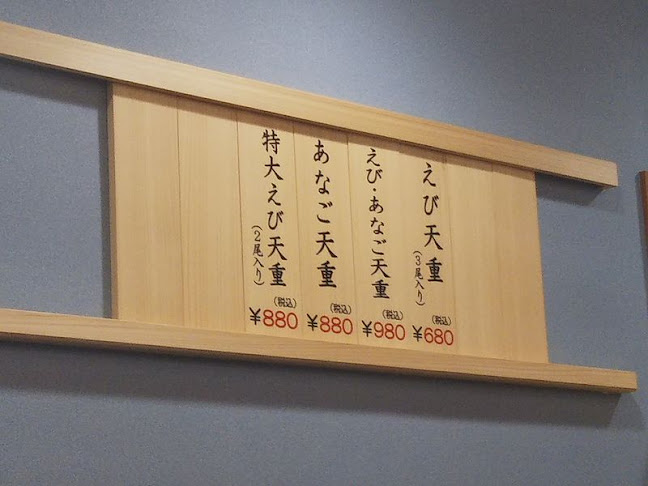 えび天重
(3尾入り)
(税込)
¥680
えび・あなご天重
(税込)
¥980
あなご天重
(税込)
¥880
特大えび天重
(2尾入り)
(税込)
¥880